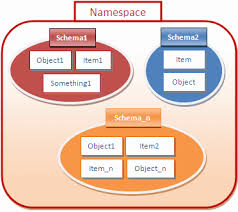 Namespace
Schema1
Schema2
Object1 Item1
Something1
Item
Object
Schema_n
Object1 Item2
Item_n Object_n